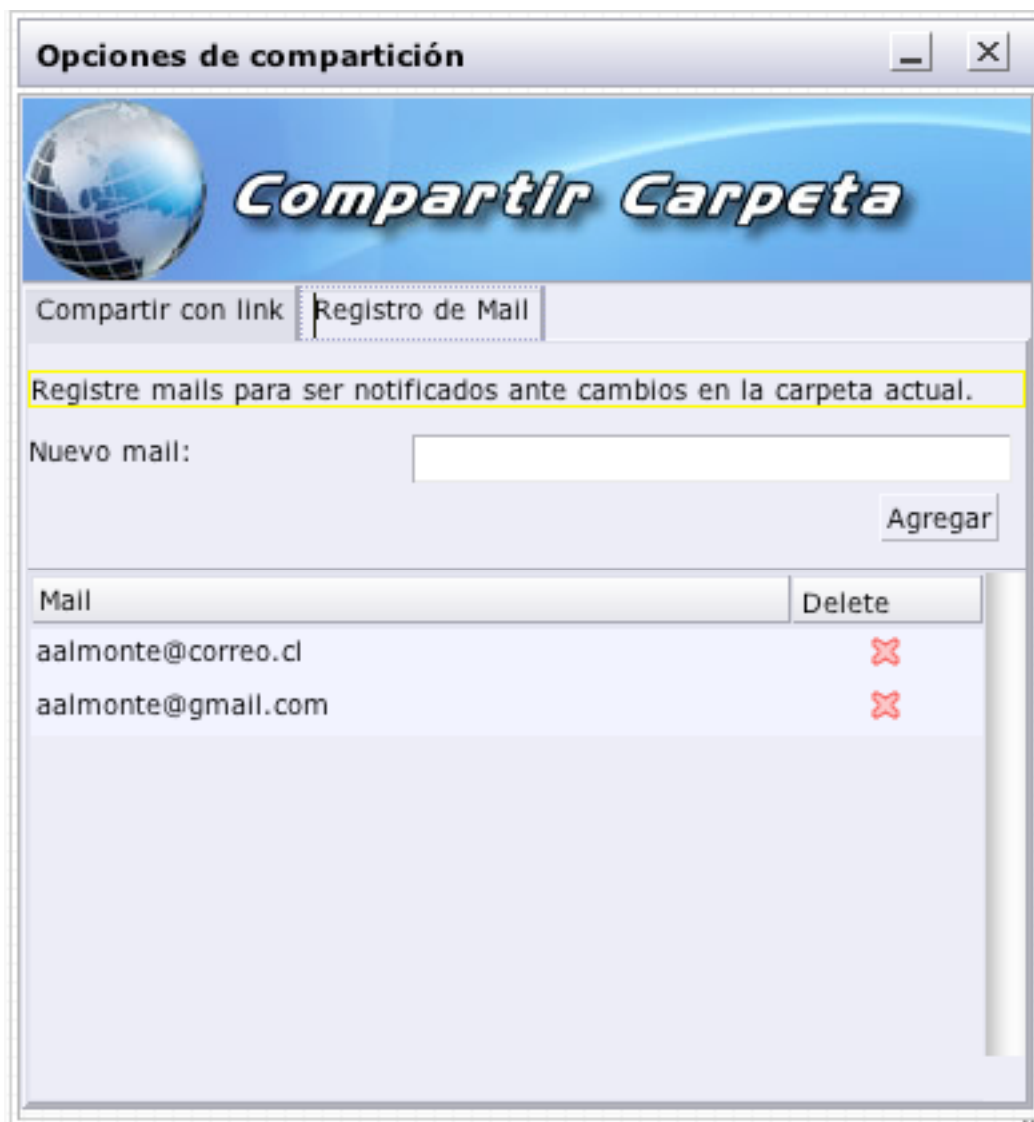 Opciones de compartición
Compartir Carpeta
Compartir con link Registro de Mail
Registre mails para ser notificados ante cambios en la carpeta actual.
Nuevo mail:
Agregar
Mail Delete
aalmonte@correo.cl
aalmonte@gmail.com